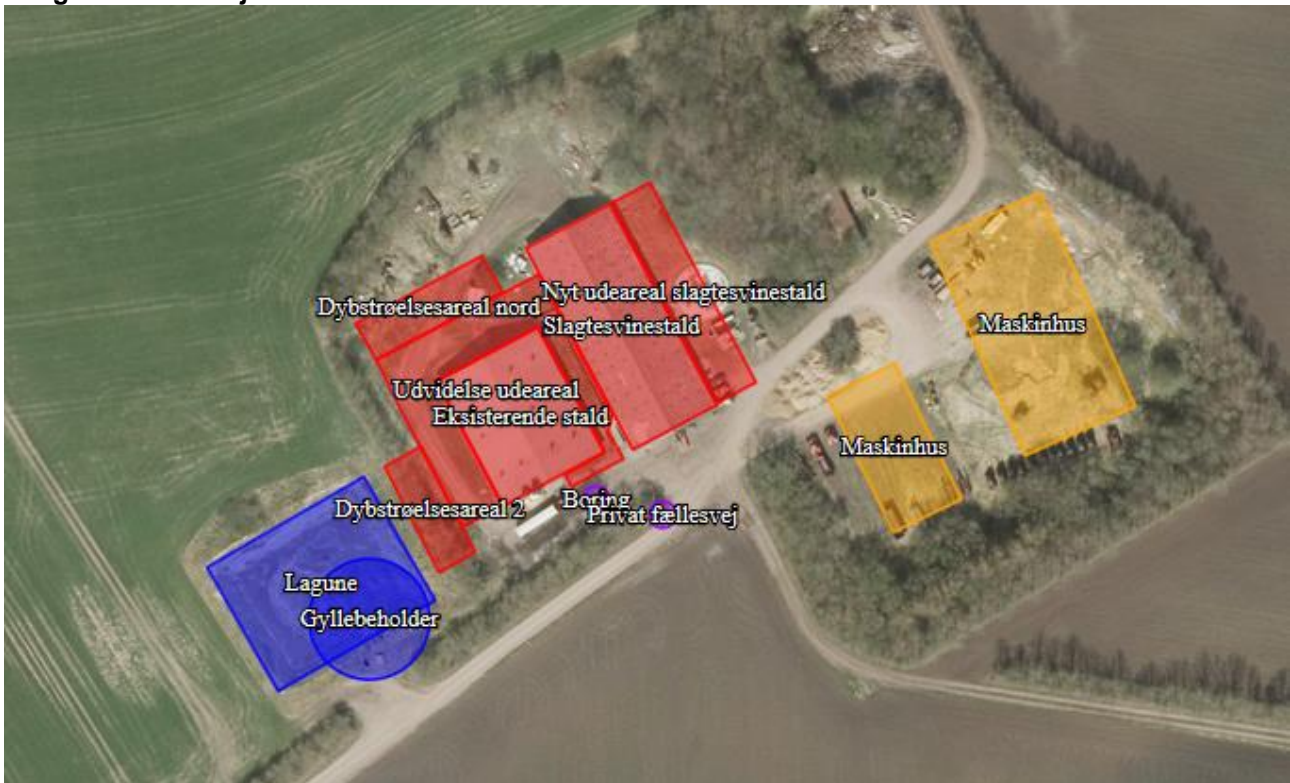 Nyt udeareal slagtesvinestald
Dybstrøelsesareal nord
Slagtesvinestald
Maskinhus
Udvidelse udeareal
Eksisterende stald
Maskinhus
Boring
Dybstrøelsesareal 2
Privat fællesvej
Lagune
Gyllebeholder